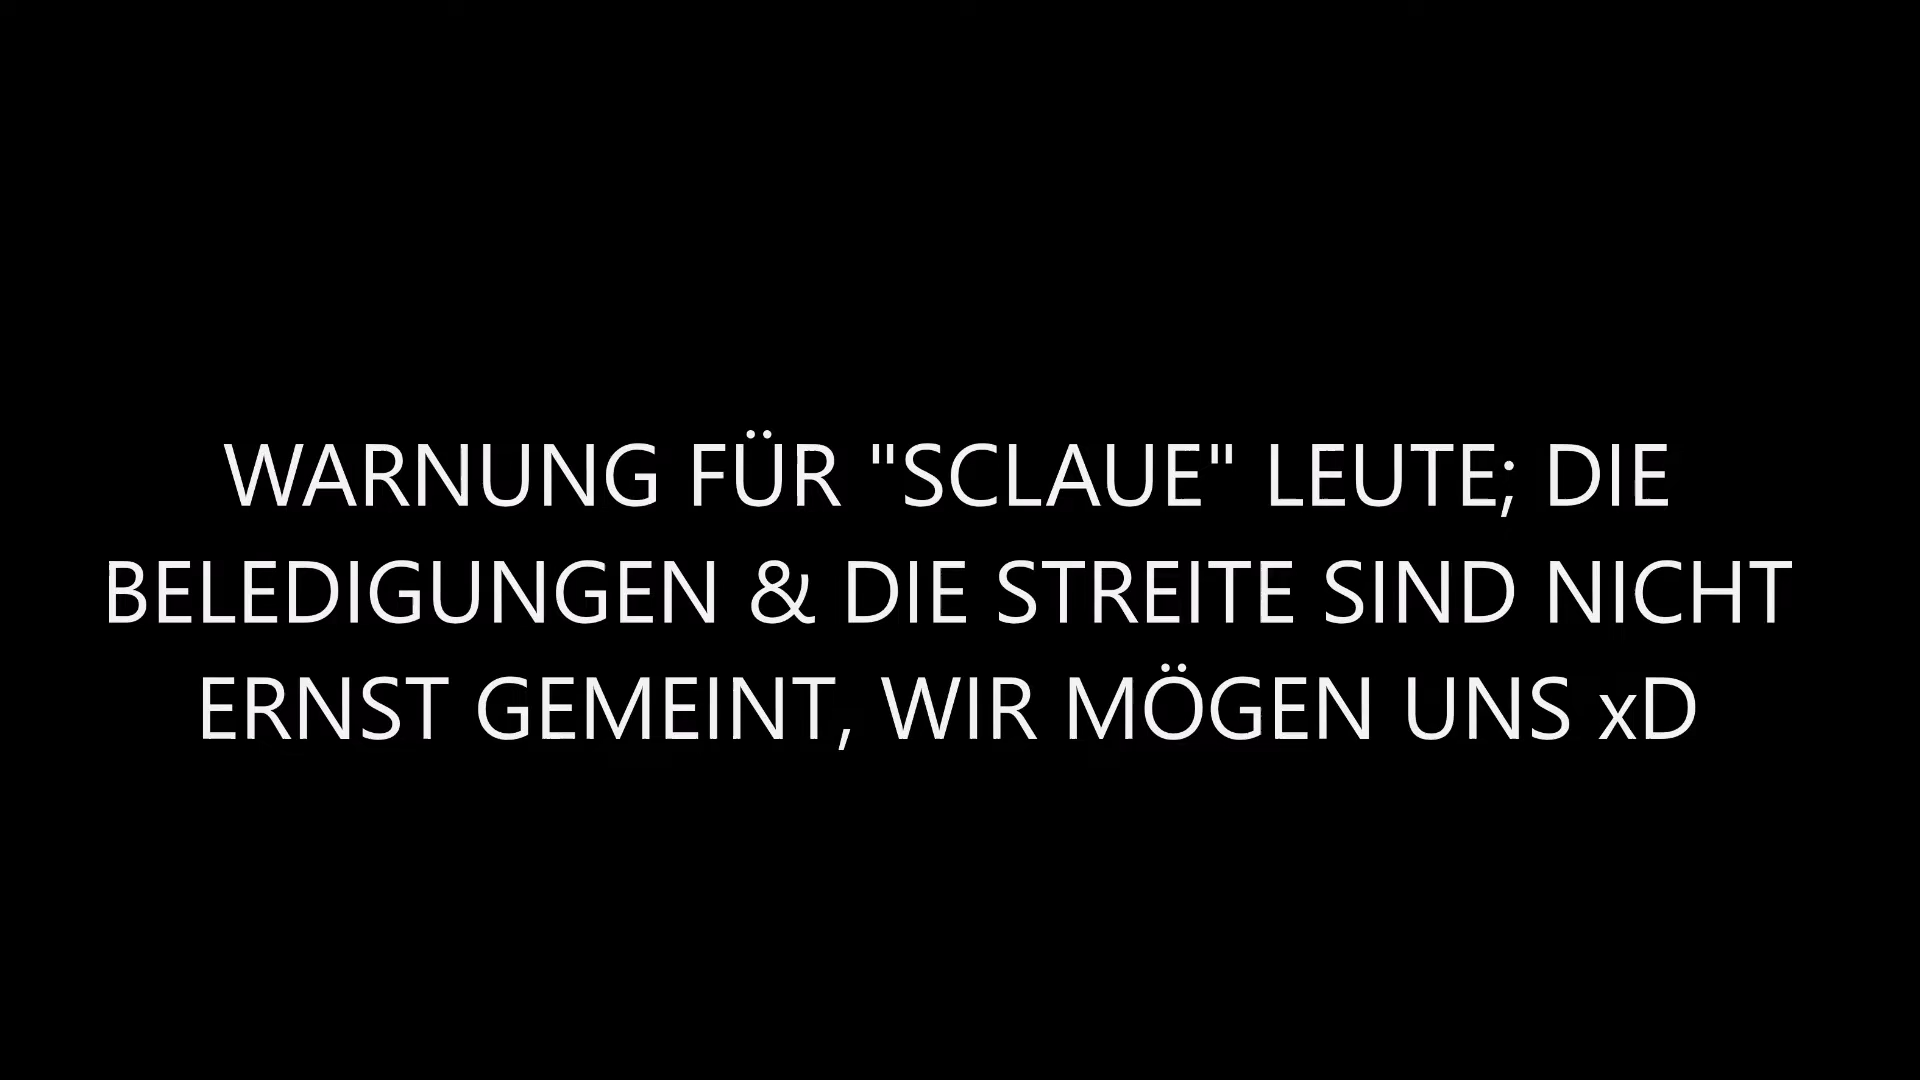 WARNUNG FÜR "SCLAUE" LEUTE; DIE
BELEDIGUNGEN & DIE STREITE SIND NICHT
ERNST GEMEINT, WIR MÖGEN UNS xD